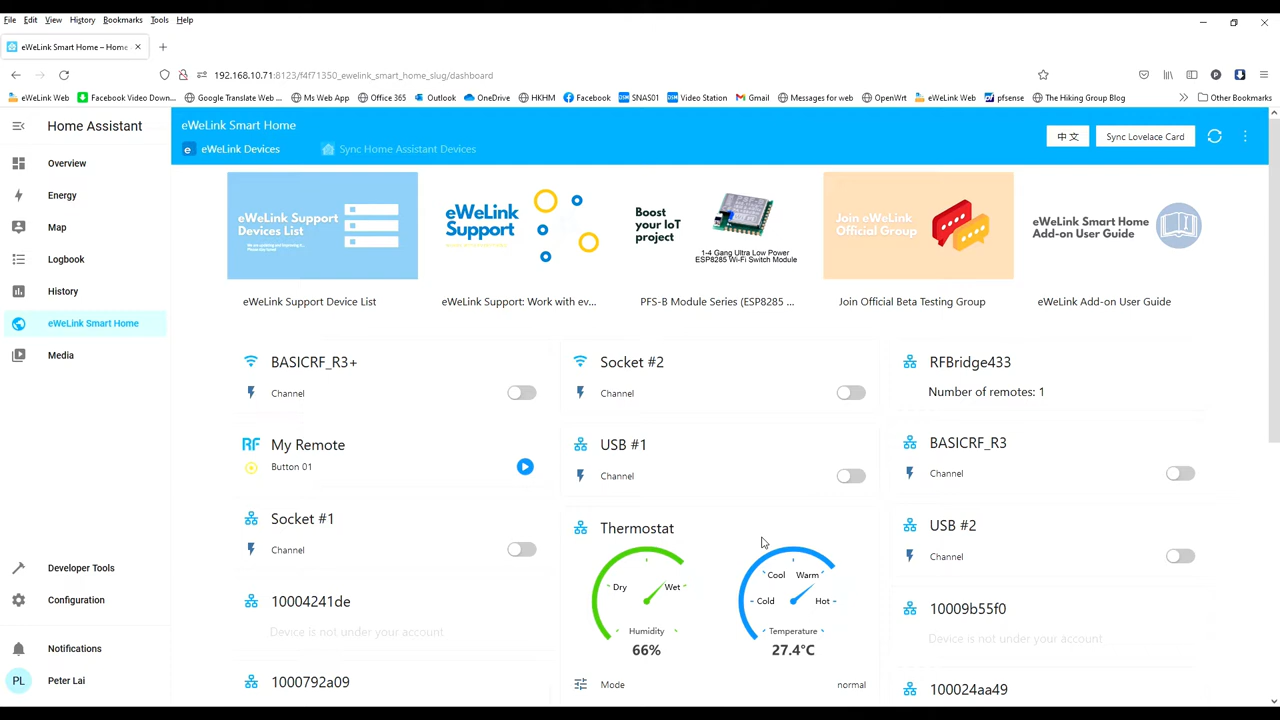 File Edit View History Bookmarks Tools Help
eWeLink Smart Home – Home
192.168.10.71:8123/f4f71350_ewelink_smart_home_slug/dashboard
eWeLink Web Facebook Video Down... Google Translate Web ... Ms Web App Office 365 Outlook OneDrive HKHM Facebook SNAS01 Video Station Gmail Messages for web OpenWrt eWeLink Web pfsense The Hiking Group Blog Other Bookmarks
Home Assistant
Overview
Energy
Map
Logbook
History
eWeLink Smart Home
Media
Developer Tools
Configuration
Notifications
PL Peter Lai
eWeLink Smart Home
eWeLink Devices Sync Home Assistant Devices
中 文 Sync Lovelace Card
eWeLink Support
Devices List
eWeLink
Support
Boost
your IoT
project
1-4 Gang Ultra Low Power
ESP8285 Wi-Fi Switch Module
Join eWeLink
Official Group
eWeLink Smart Home
Add-on User Guide
eWeLink Support Device List
eWeLink Support: Work with ev...
PFS-B Module Series (ESP8285 ...
Join Official Beta Testing Group
eWeLink Add-on User Guide
BASICRF_R3+
Channel
Socket #2
Channel
RFBridge433
Number of remotes: 1
RF My Remote
Button 01
USB #1
Channel
BASICRF_R3
Channel
Socket #1
Channel
Thermostat
Dry Wet
Humidity
66%
Cool Warm
Cold Hot
Temperature
27.4°C
Mode normal
USB #2
Channel
10004241de
Device is not under your account
10009b55f0
Device is not under your account
1000792a09
100024aa49